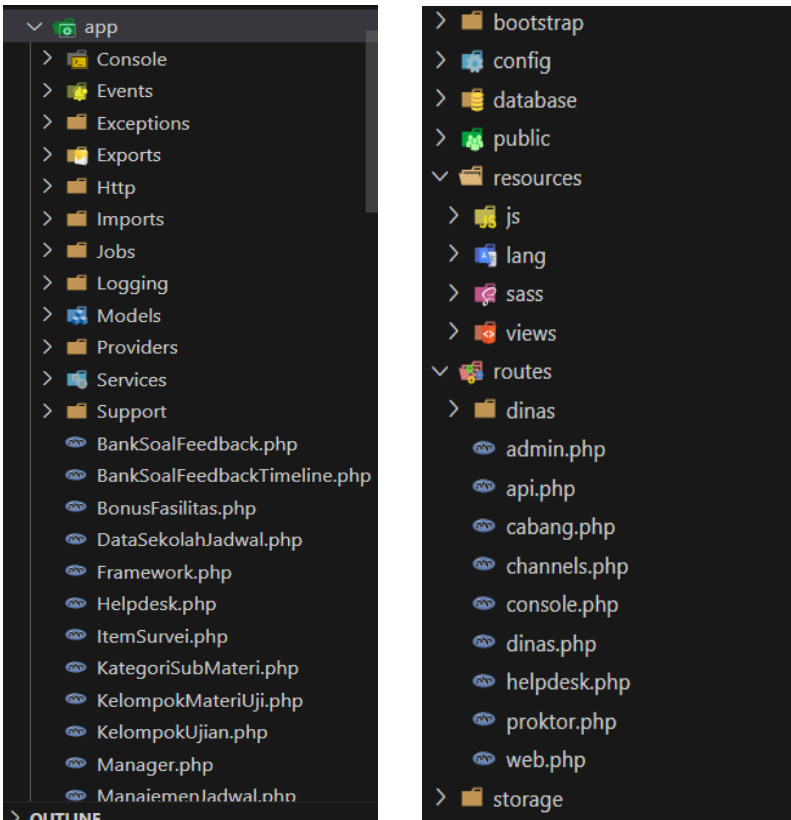 app
Console
Events
Exceptions
Exports
Http
Imports
Jobs
Logging
Models
Providers
Services
Support
BankSoalFeedback.php
BankSoalFeedbackTimeline.php
BonusFasilitas.php
DataSekolahJadwal.php
Framework.php
Helpdesk.php
ItemSurvei.php
KategoriSubMateri.php
KelompokMateriUji.php
KelompokUjian.php
Manager.php
ManajemenJadwal.php
OUTLINE
bootstrap
config
database
public
resources
js
lang
sass
views
routes
dinas
admin.php
api.php
cabang.php
channels.php
console.php
dinas.php
helpdesk.php
proktor.php
web.php
storage